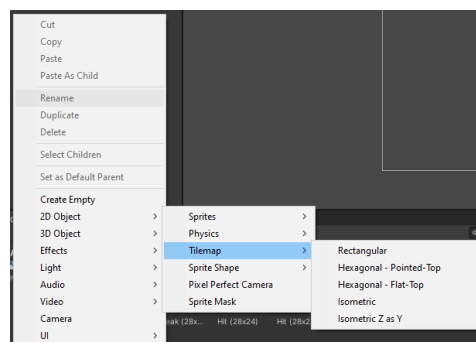 Cut
Copy
Paste
Paste As Child
Rename
Duplicate
Delete
Select Children
Set as Default Parent
Create Empty
2D Object
3D Object
Effects
Light
Audio
Video
Camera
UI
Sprites
Physics
Tilemap
Sprite Shape
Pixel Perfect Camera
Sprite Mask
Rectangular
Hexagonal - Pointed-Top
Hexagonal - Flat-Top
Isometric
Isometric Z as Y
(28x... Hit (28x24) Hit